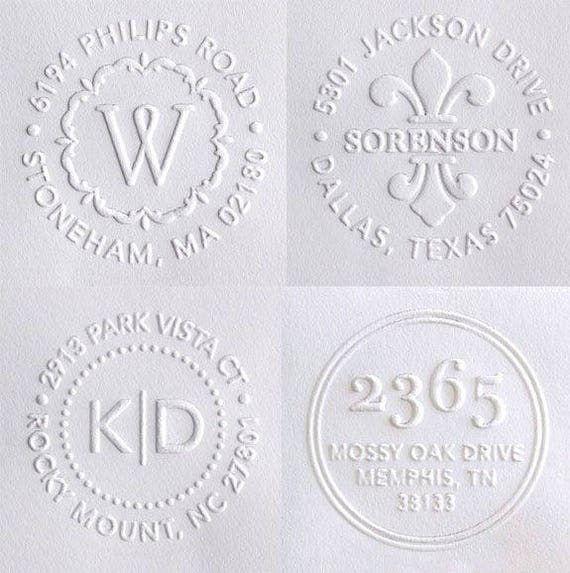 • 6194 PHILIPS ROAD •
W
STONEHAM, MA 02180
• 5301 JACKSON DRIVE •
SORENSON
DALLAS, TEXAS 75024
• 2913 PARK VISTA CT •
K|D
ROCKY MOUNT, NC 27801
2365
MOSSY OAK DRIVE
MEMPHIS, TN
38133